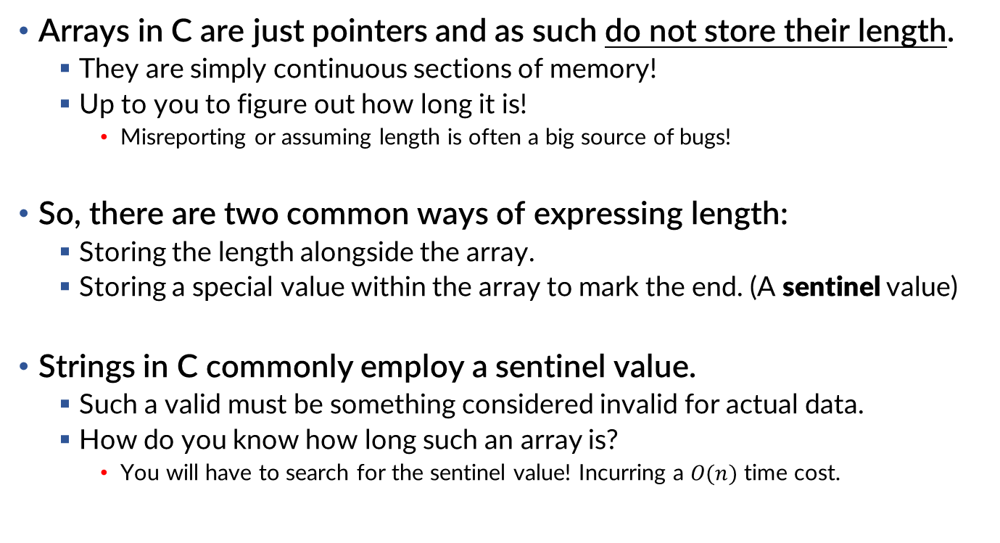 • Arrays in C are just pointers and as such do not store their length.
▪ They are simply continuous sections of memory!
▪ Up to you to figure out how long it is!
• Misreporting or assuming length is often a big source of bugs!
• So, there are two common ways of expressing length:
▪ Storing the length alongside the array.
▪ Storing a special value within the array to mark the end. (A sentinel value)
• Strings in C commonly employ a sentinel value.
▪ Such a valid must be something considered invalid for actual data.
▪ How do you know how long such an array is?
• You will have to search for the sentinel value! Incurring a O(n) time cost.